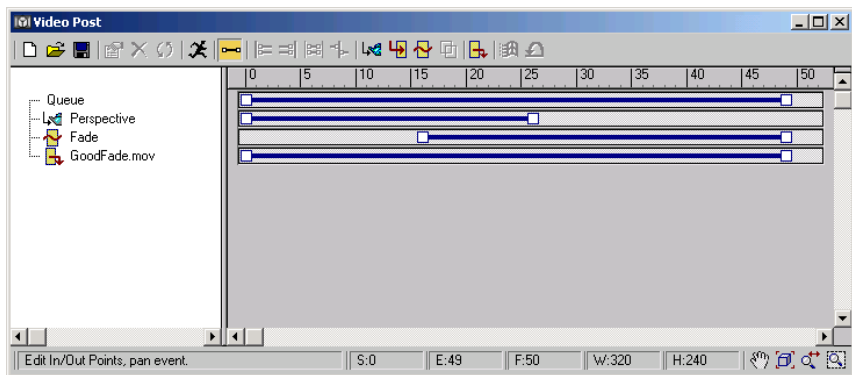 Video Post
0 5 10 15 20 25 30 35 40 45 50
Queue
Perspective
Fade
GoodFade.mov
Edit In/Out Points, pan event. S:0 E:49 F:50 W:320 H:240